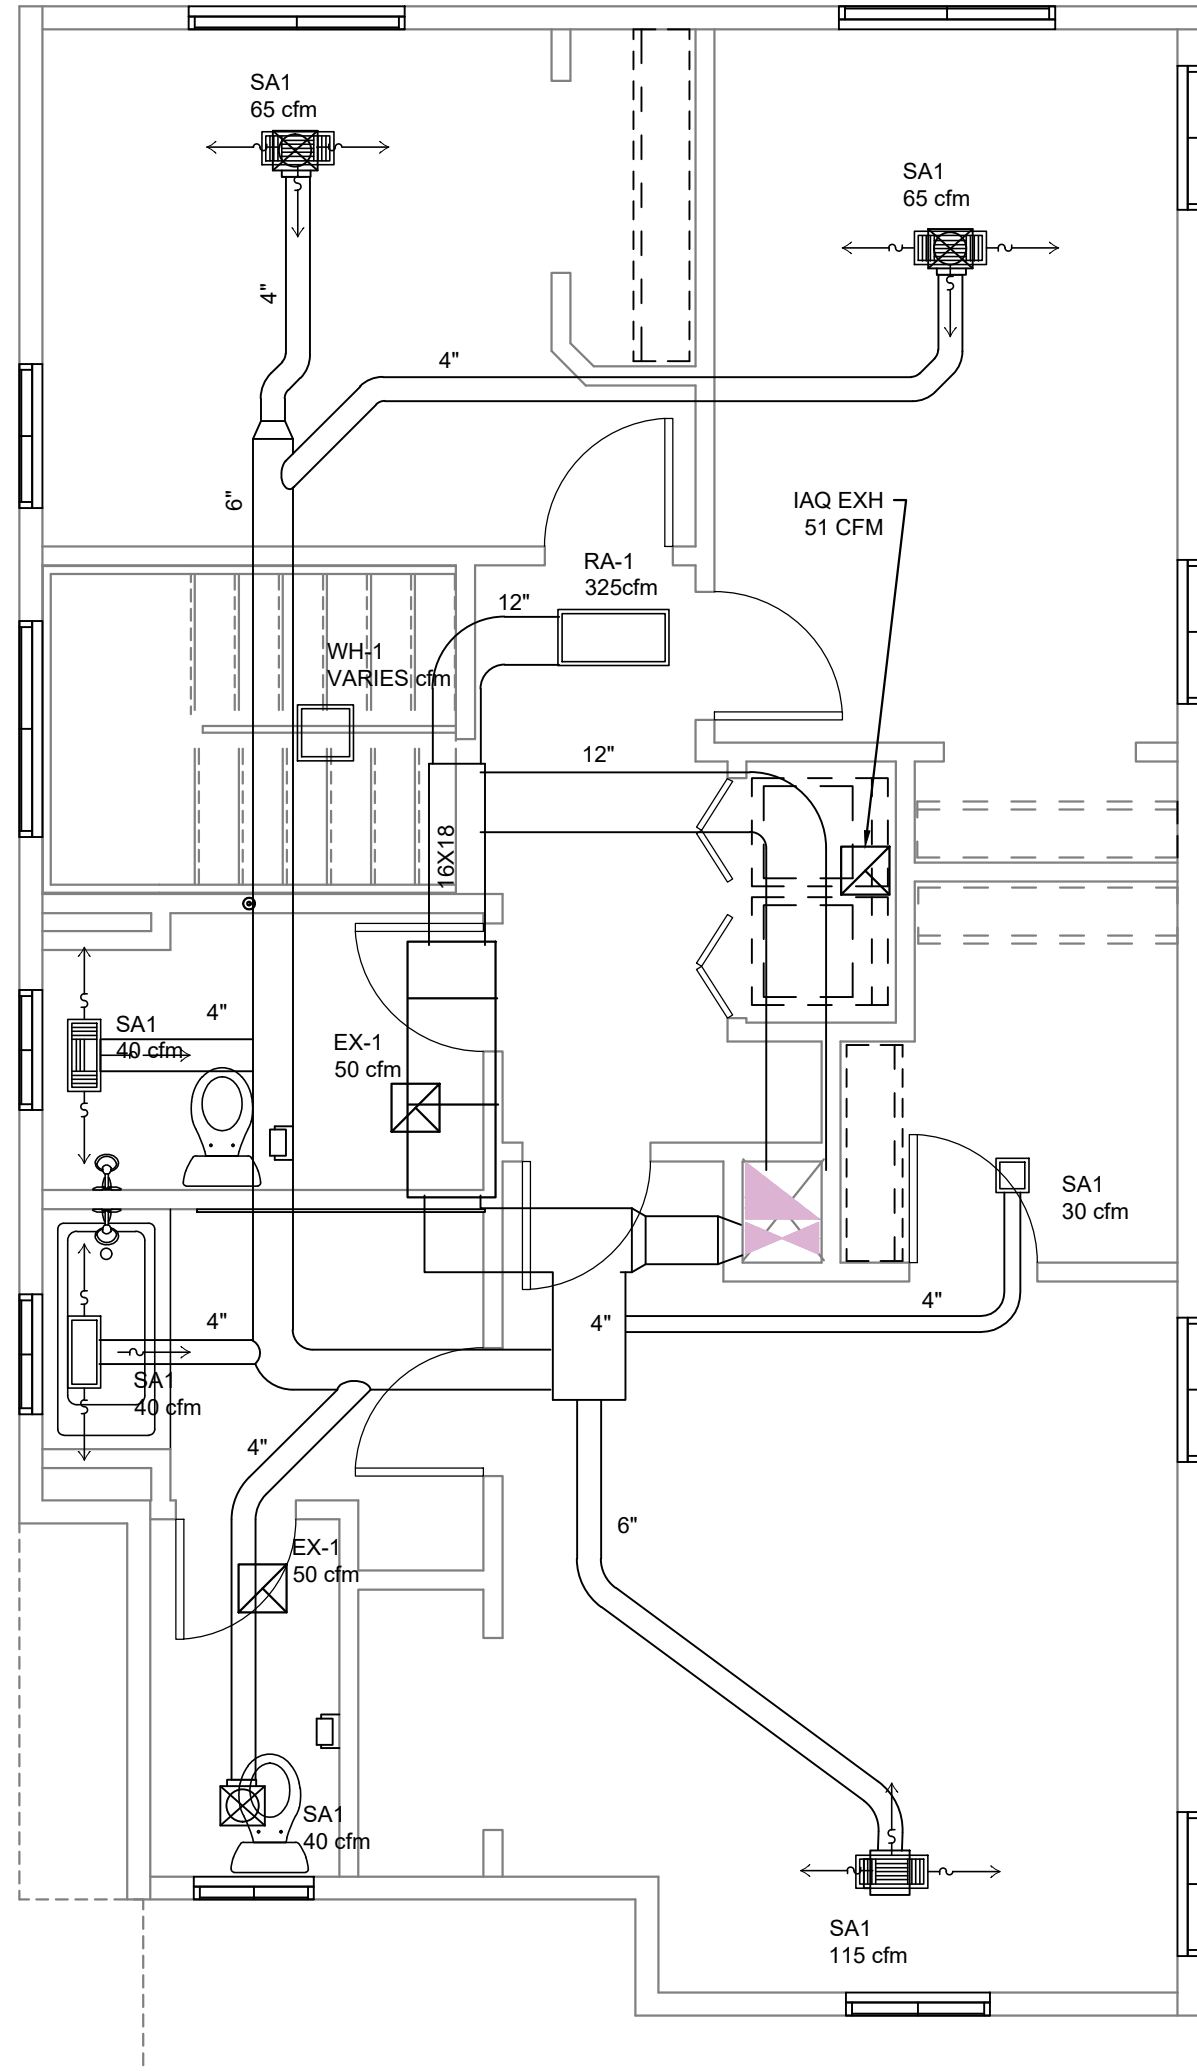 SA1
65 cfm
SA1
65 cfm
4"
4"
6"
IAQ EXH
51 CFM
RA-1
325cfm
12"
WH-1
VARIES cfm
12"
16X18
4"
SA1
40 cfm
EX-1
50 cfm
SA1
30 cfm
4"
4"
4"
SA1
40 cfm
4"
6"
EX-1
50 cfm
SA1
40 cfm
SA1
115 cfm